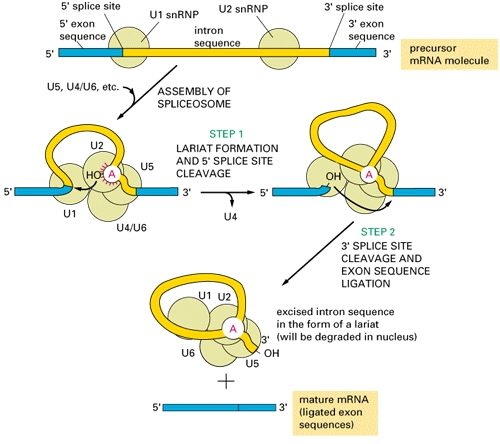 5' splice site
U1 snRNP
U2 snRNP
3' splice site
5' exon
sequence
intron
sequence
3' exon
sequence
5'
3'
precursor
mRNA molecule
U5, U4/U6, etc.
ASSEMBLY OF
SPLICEOSOME
U2
HO
A
U5
5'
3'
U1
U4/U6
STEP 1
LARIAT FORMATION
AND 5' SPLICE SITE
CLEAVAGE
U4
OH
A
5'
3'
STEP 2
3' SPLICE SITE
CLEAVAGE AND
EXON SEQUENCE
LIGATION
U1
U2
A
3'
OH
U6
U5
excised intron sequence
in the form of a lariat
(will be degraded in nucleus)
+
5'
3'
mature mRNA
(ligated exon
sequences)